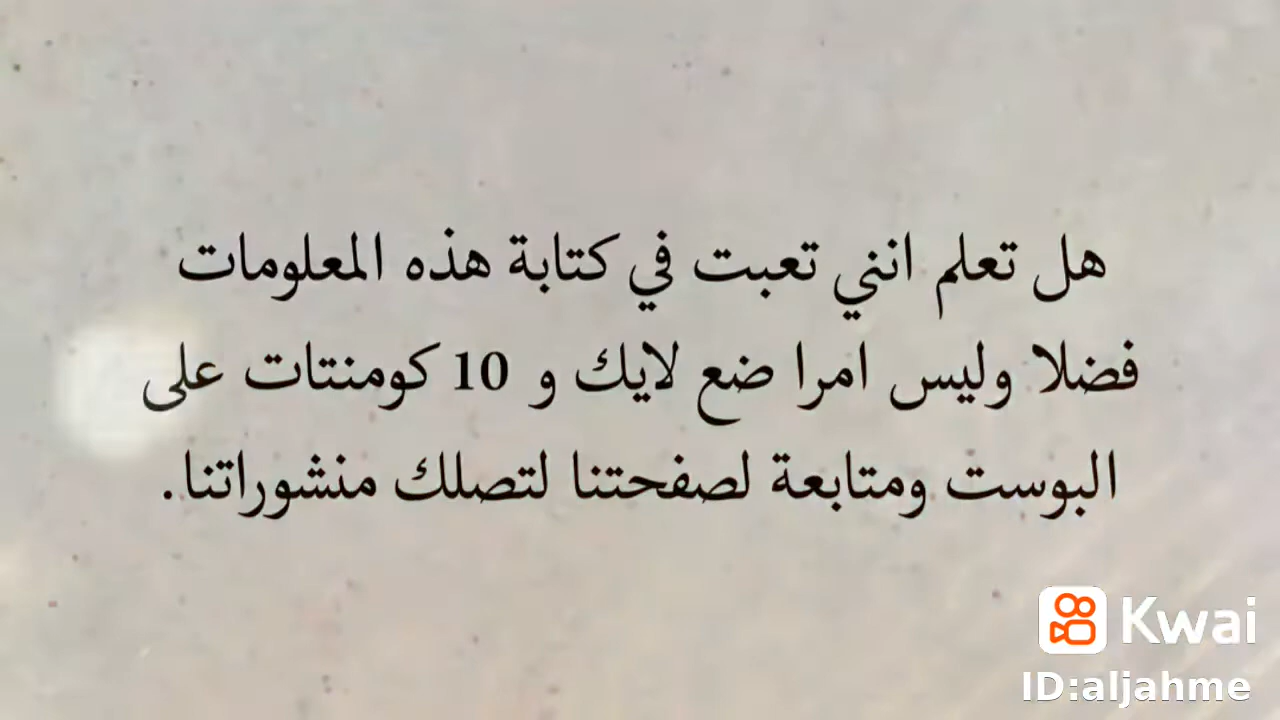 هل تعلم انني تعبت في كتابة هذه المعلومات
فضلا وليس امرا ضع لايك و 10 كومنتات على
البوست ومتابعة لصفحتنا لتصلك منشوراتنا.
Kwai
ID:aljahme